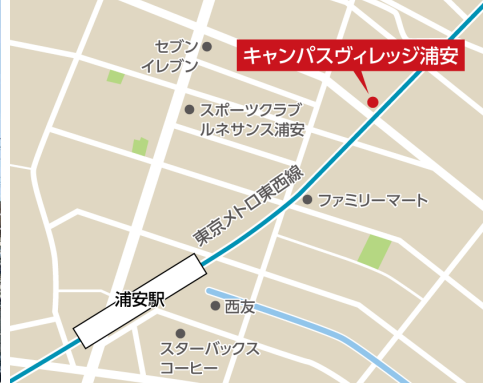 セブン
イレブン
キャンパスヴィレッジ浦安
スポーツクラブ
ルネサンス浦安
東京メトロ東西線
ファミリーマート
浦安駅
西友
スターバックス
コーヒー